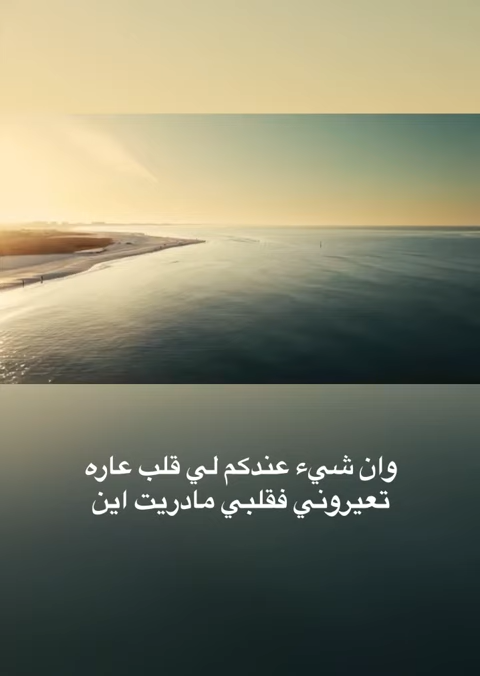 وان شيء عندكم لي قلب عاره
تعيروني فقلبي مادريت اين